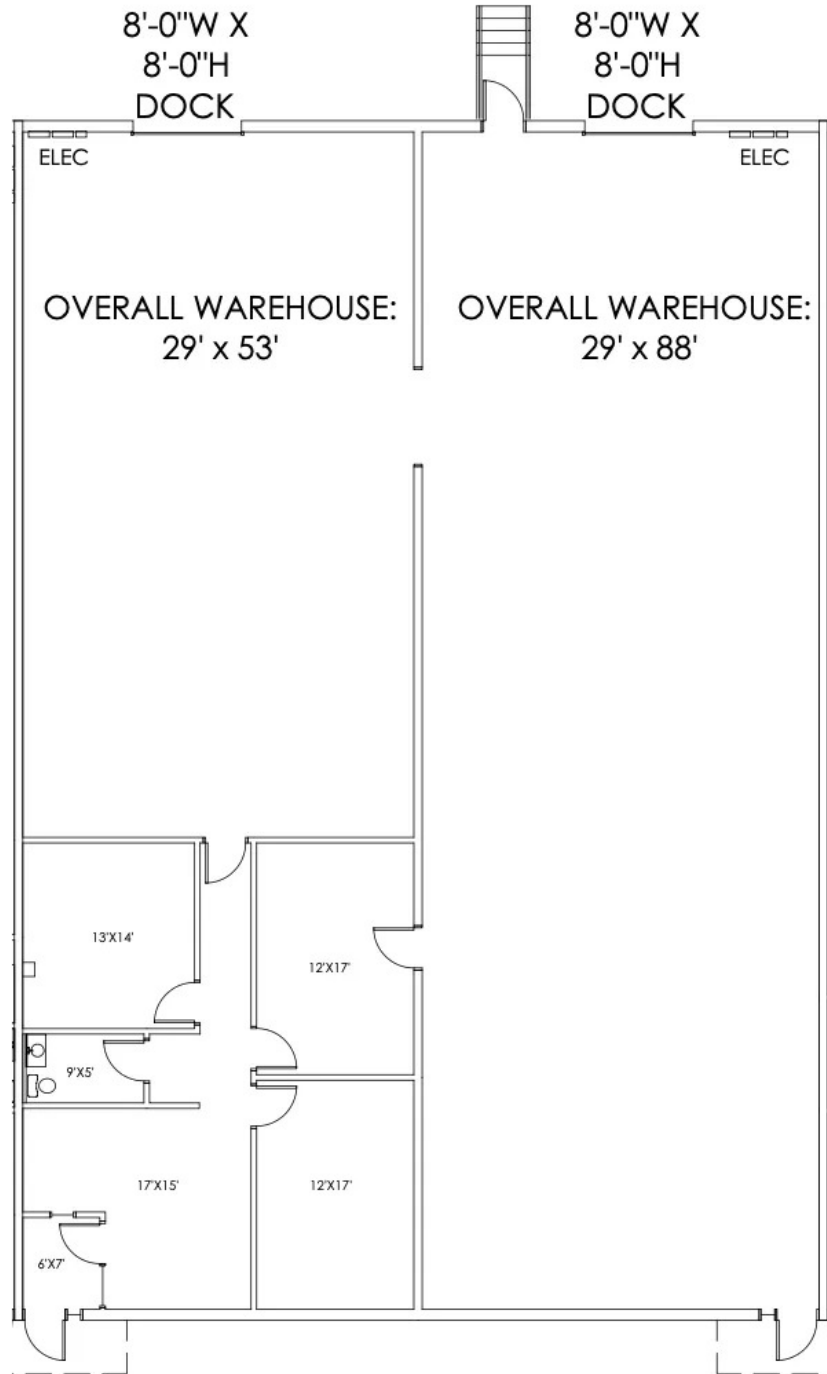 8'-0"W X
8'-0"H
DOCK
8'-0"W X
8'-0"H
DOCK
ELEC
ELEC
OVERALL WAREHOUSE:
29' x 53'
OVERALL WAREHOUSE:
29' x 88'
13'X14'
12'X17'
9'X5'
17'X15'
12'X17'
6'X7'